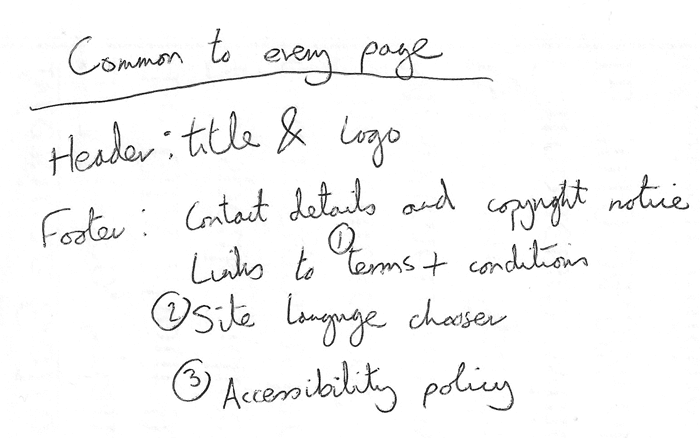 Common to every page
Header: title & Logo
Footer: Contact details and copyright notice
Links to ① terms + conditions
② Site Languge chooser
③ Accessibility policy